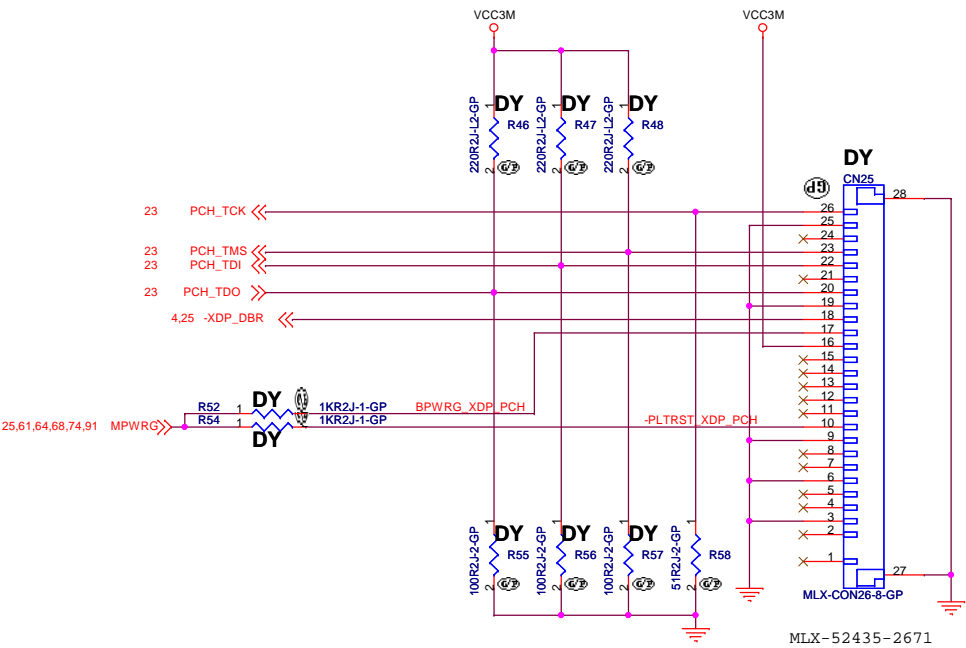 VCC3M
VCC3M
220R2J-L2-GP
1
DY
R46
2
G/P
220R2J-L2-GP
1
DY
R47
2
G/P
220R2J-L2-GP
1
DY
R48
2
G/P
DY
CN25
GP
28
23 PCH_TCK
26
25
24
23 PCH_TMS
23
23 PCH_TDI
22
21
23 PCH_TDO
20
19
4,25 -XDP_DBR
18
17
16
15
14
13
12
11
10
9
8
7
6
5
4
3
2
1
27
R52 1 DY 1KR2J-1-GP BPWRG_XDP_PCH
25,61,64,68,74,91 MPWRG
R54 1 DY 1KR2J-1-GP -PLTRST_XDP_PCH
100R2J-2-GP
1
DY
R55
2
G/P
100R2J-2-GP
1
DY
R56
2
G/P
100R2J-2-GP
1
DY
R57
2
G/P
51R2J-2-GP
1
R58
2
G/P
MLX-CON26-8-GP
MLX-52435-2671